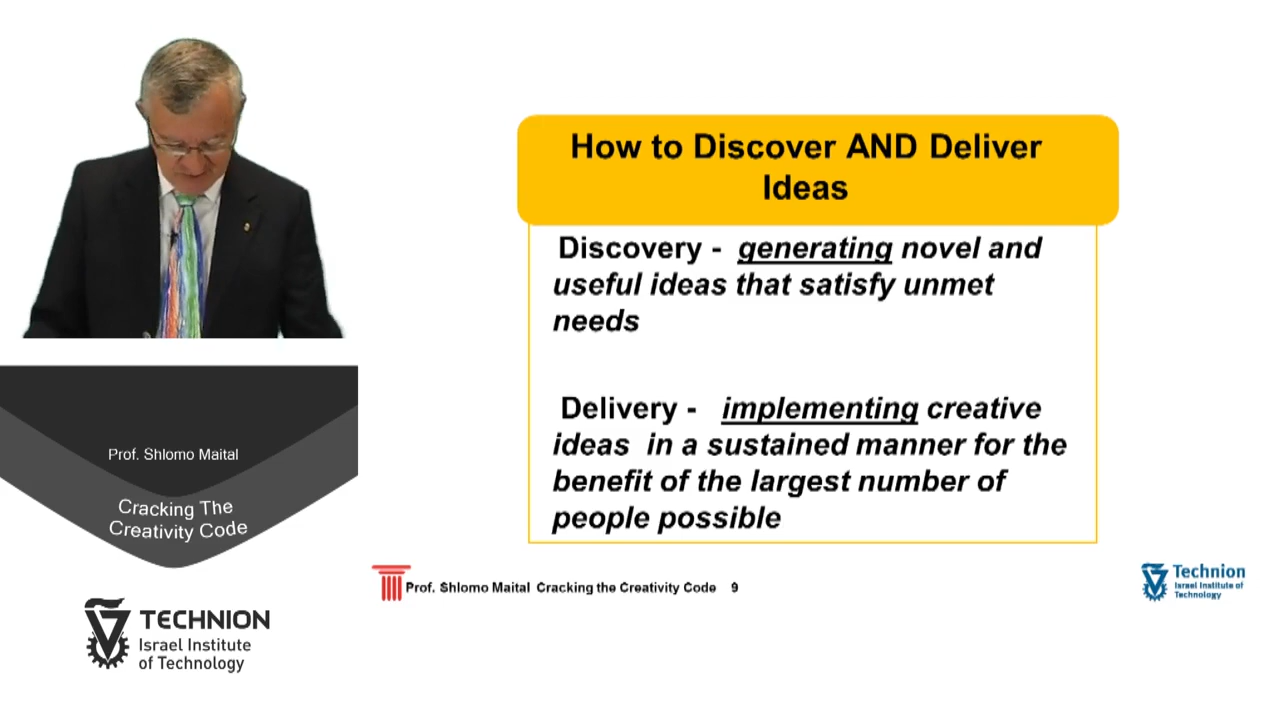 How to Discover AND Deliver
Ideas
Discovery - generating novel and
useful ideas that satisfy unmet
needs
Delivery - implementing creative
ideas in a sustained manner for the
benefit of the largest number of
people possible
Prof. Shlomo Maital
Cracking The
Creativity Code
TECHNION
Israel Institute
of Technology
Prof. Shlomo Maital Cracking the Creativity Code 9
Technion
Israel Institute of
Technology